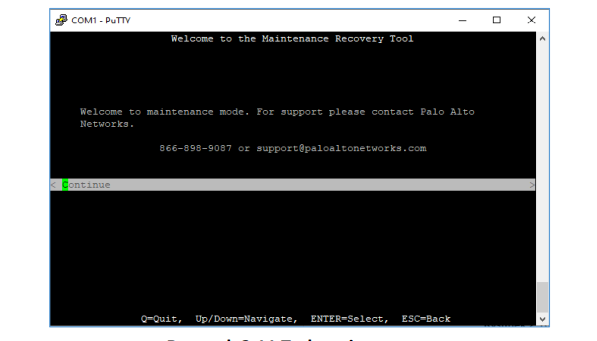 COM1 - PuTTY
Welcome to the Maintenance Recovery Tool
Welcome to maintenance mode. For support please contact Palo Alto
Networks.
866-898-9087 or support@paloaltonetworks.com
< Continue >
Q=Quit, Up/Down=Navigate, ENTER=Select, ESC=Back